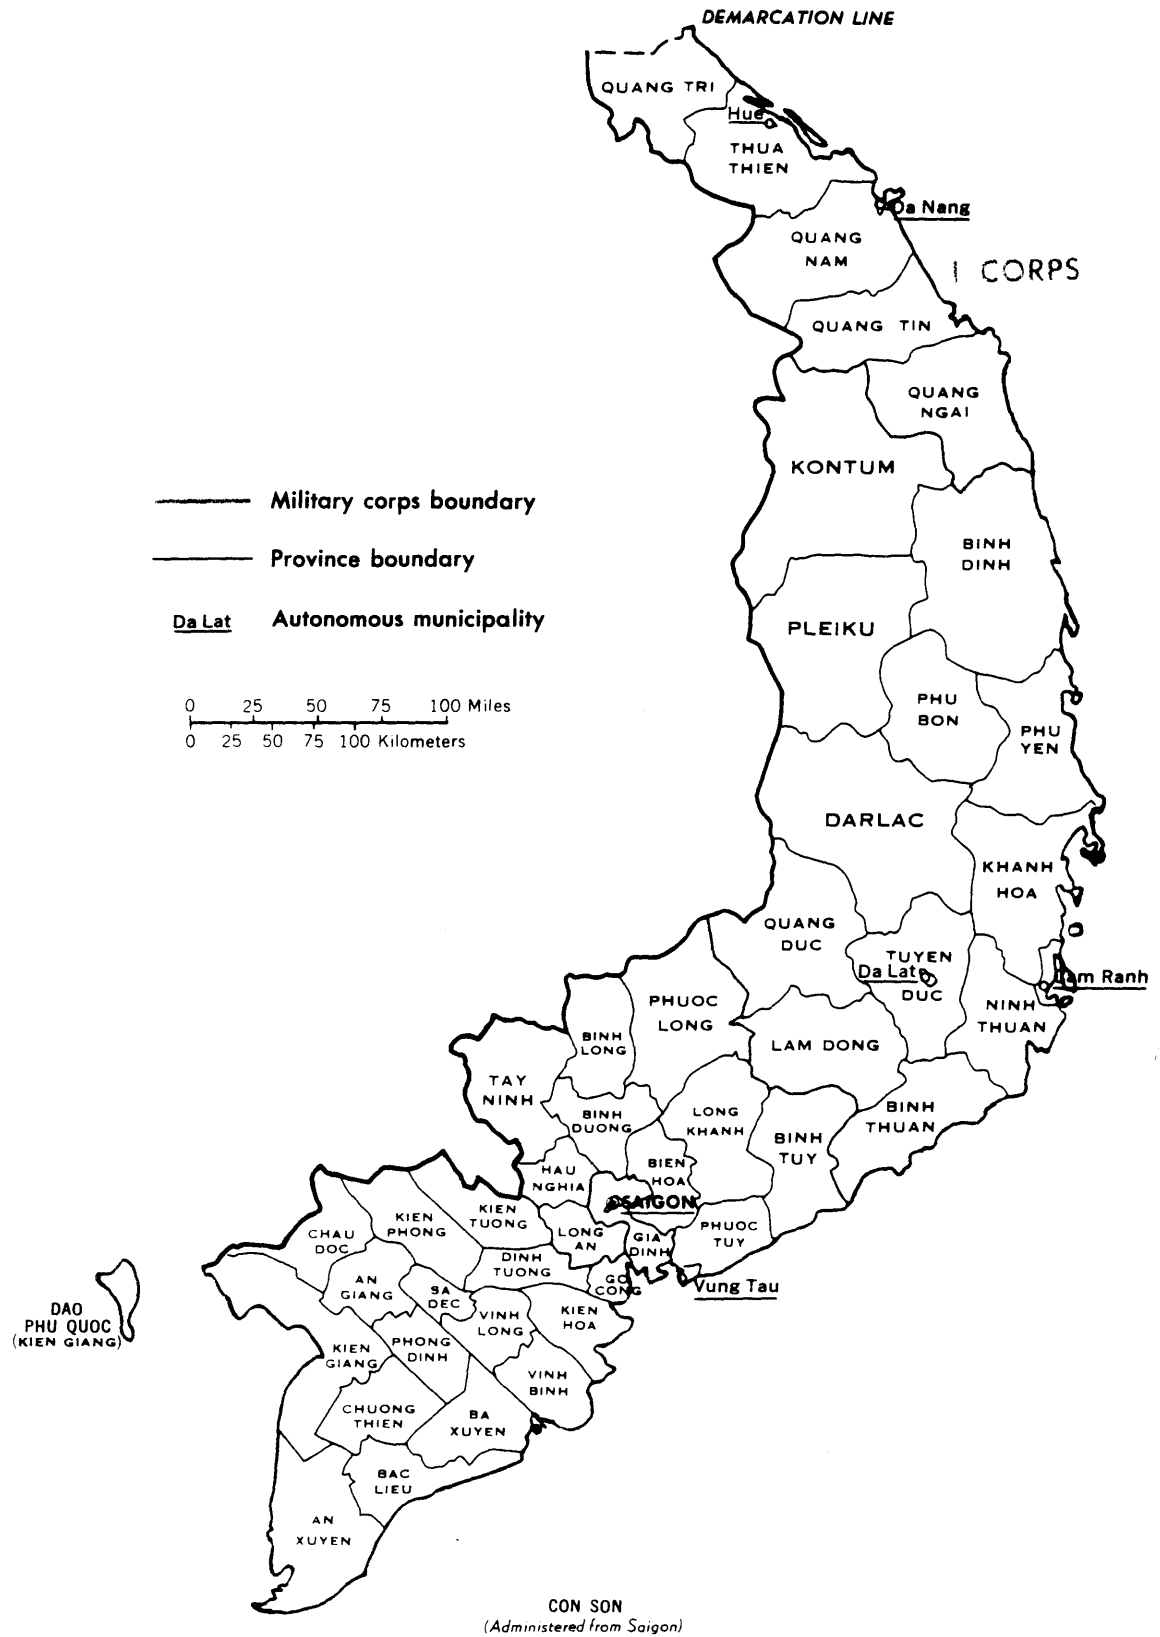 DEMARCATION LINE
QUANG TRI
Hue
THUA
THIEN
Da Nang
QUANG
NAM
I CORPS
QUANG TIN
QUANG
NGAI
KONTUM
Military corps boundary
BINH
DINH
Province boundary
Da Lat Autonomous municipality
PLEIKU
0 25 50 75 100 Miles
0 25 50 75 100 Kilometers
PHU
BON
PHU
YEN
DARLAC
KHANH
HOA
QUANG
DUC
TUYEN
DUC
Da Lat
Cam Ranh
NINH
THUAN
PHUOC
LONG
BINH
LONG
LAM DONG
TAY
NINH
BINH
DUONG
LONG
KHANH
BINH
THUAN
BINH
TUY
HAU
NGHIA
BIEN
HOA
SAIGON
KIEN
TUONG
KIEN
PHONG
CHAU
DOC
LONG
AN
GIA
DINH
PHUOC
TUY
DINH
TUONG
GO
CONG
Vung Tau
AN
GIANG
SA
DEC
VINH
LONG
KIEN
HOA
DAO
PHU QUOC
(KIEN GIANG)
KIEN
GIANG
PHONG
DINH
VINH
BINH
CHUONG
THIEN
BA
XUYEN
BAC
LIEU
AN
XUYEN
CON SON
(Administered from Saigon)